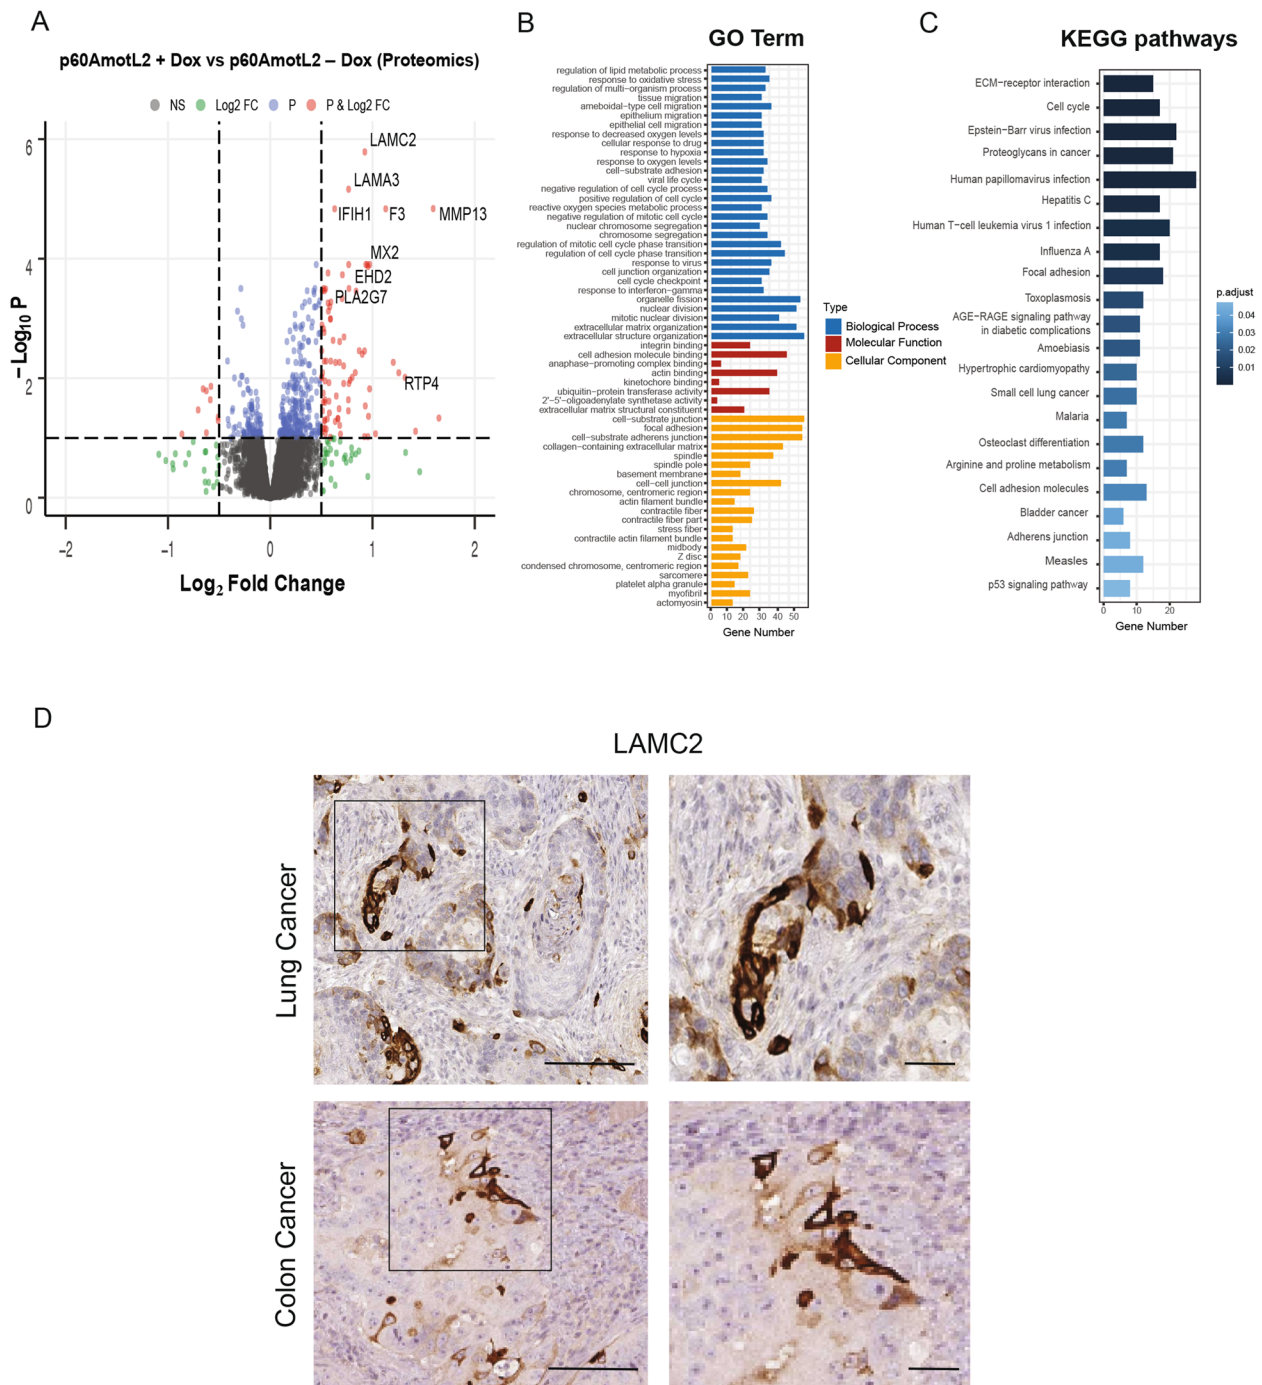 A
p60AmotL2 + Dox vs p60AmotL2 – Dox (Proteomics)
NS
Log2 FC
P
P & Log2 FC
6
4
2
0
−Log10 P
LAMC2
LAMA3
IFIH1
F3
MMP13
MX2
EHD2
PLA2G7
RTP4
−2
−1
0
1
2
Log2 Fold Change
B
GO Term
regulation of lipid metabolic process
response to oxidative stress
regulation of multi−organism process
tissue migration
ameboidal−type cell migration
epithelium migration
epithelial cell migration
response to decreased oxygen levels
cellular response to drug
response to hypoxia
response to oxygen levels
cell−substrate adhesion
viral life cycle
negative regulation of cell cycle process
positive regulation of cell cycle
reactive oxygen species metabolic process
negative regulation of mitotic cell cycle
nuclear chromosome segregation
chromosome segregation
regulation of mitotic cell cycle phase transition
regulation of cell cycle phase transition
response to virus
cell junction organization
cell cycle checkpoint
response to interferon−gamma
organelle fission
nuclear division
mitotic nuclear division
extracellular matrix organization
extracellular structure organization
integrin binding
cell adhesion molecule binding
anaphase−promoting complex binding
actin binding
kinetochore binding
ubiquitin−protein transferase activity
2'−5'−oligoadenylate synthetase activity
extracellular matrix structural constituent
cell−substrate junction
focal adhesion
cell−substrate adherens junction
collagen−containing extracellular matrix
spindle
spindle pole
basement membrane
cell−cell junction
chromosome, centromeric region
actin filament bundle
contractile fiber
contractile fiber part
stress fiber
contractile actin filament bundle
midbody
Z disc
condensed chromosome, centromeric region
sarcomere
platelet alpha granule
myofibril
actomyosin
0 10 20 30 40 50
Gene Number
Type
Biological Process
Molecular Function
Cellular Component
C
KEGG pathways
ECM−receptor interaction
Cell cycle
Epstein−Barr virus infection
Proteoglycans in cancer
Human papillomavirus infection
Hepatitis C
Human T−cell leukemia virus 1 infection
Influenza A
Focal adhesion
Toxoplasmosis
AGE−RAGE signaling pathway
in diabetic complications
Amoebiasis
Hypertrophic cardiomyopathy
Small cell lung cancer
Malaria
Osteoclast differentiation
Arginine and proline metabolism
Cell adhesion molecules
Bladder cancer
Adherens junction
Measles
p53 signaling pathway
0 10 20
Gene Number
p.adjust
0.04
0.03
0.02
0.01
D
LAMC2
Lung Cancer
Colon Cancer